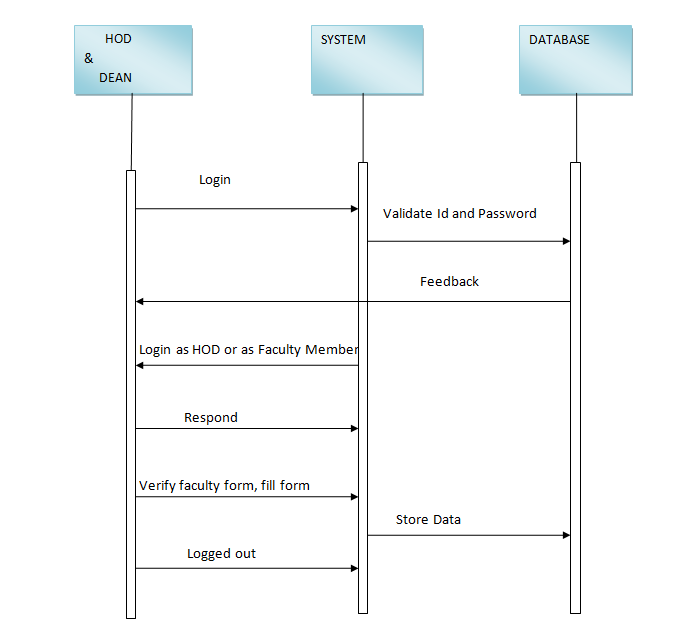 HOD
&
DEAN
SYSTEM
DATABASE
Login
Validate Id and Password
Feedback
Login as HOD or as Faculty Member
Respond
Verify faculty form, fill form
Store Data
Logged out